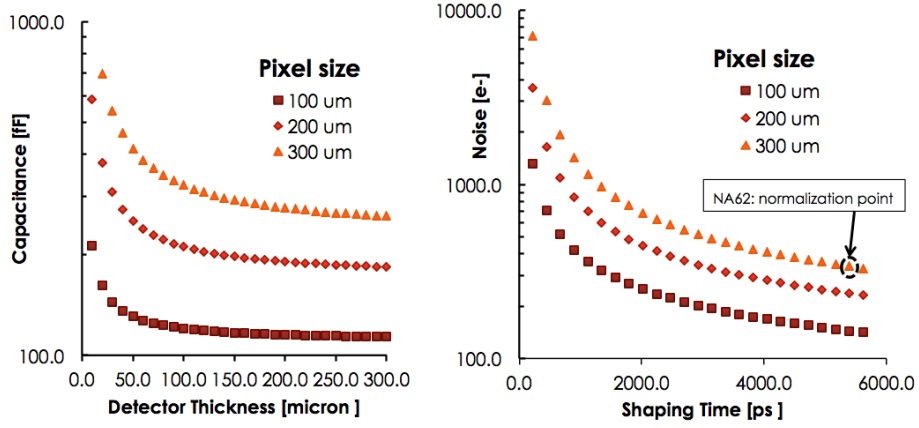 1000.0
100.0
Capacitance [fF]
Pixel size
100 um
200 um
300 um
0.0 50.0 100.0 150.0 200.0 250.0 300.0
Detector Thickness [micron ]
10000.0
1000.0
100.0
Noise [e-]
Pixel size
100 um
200 um
300 um
NA62: normalization point
0.0 2000.0 4000.0 6000.0
Shaping Time [ps ]